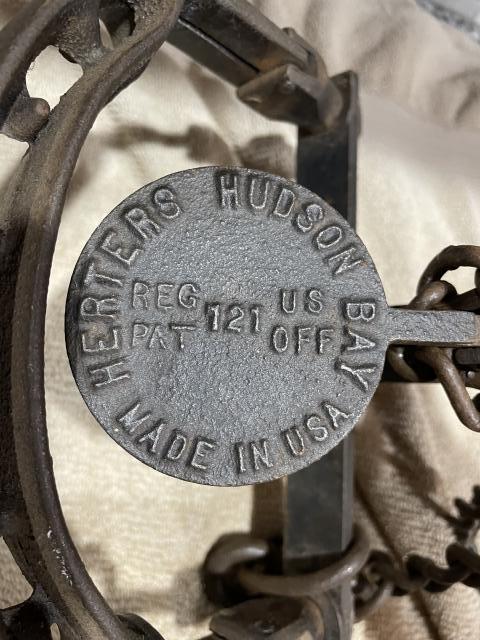 HERTERS HUDSON BAY
REG 121 US
PAT OFF
MADE IN USA